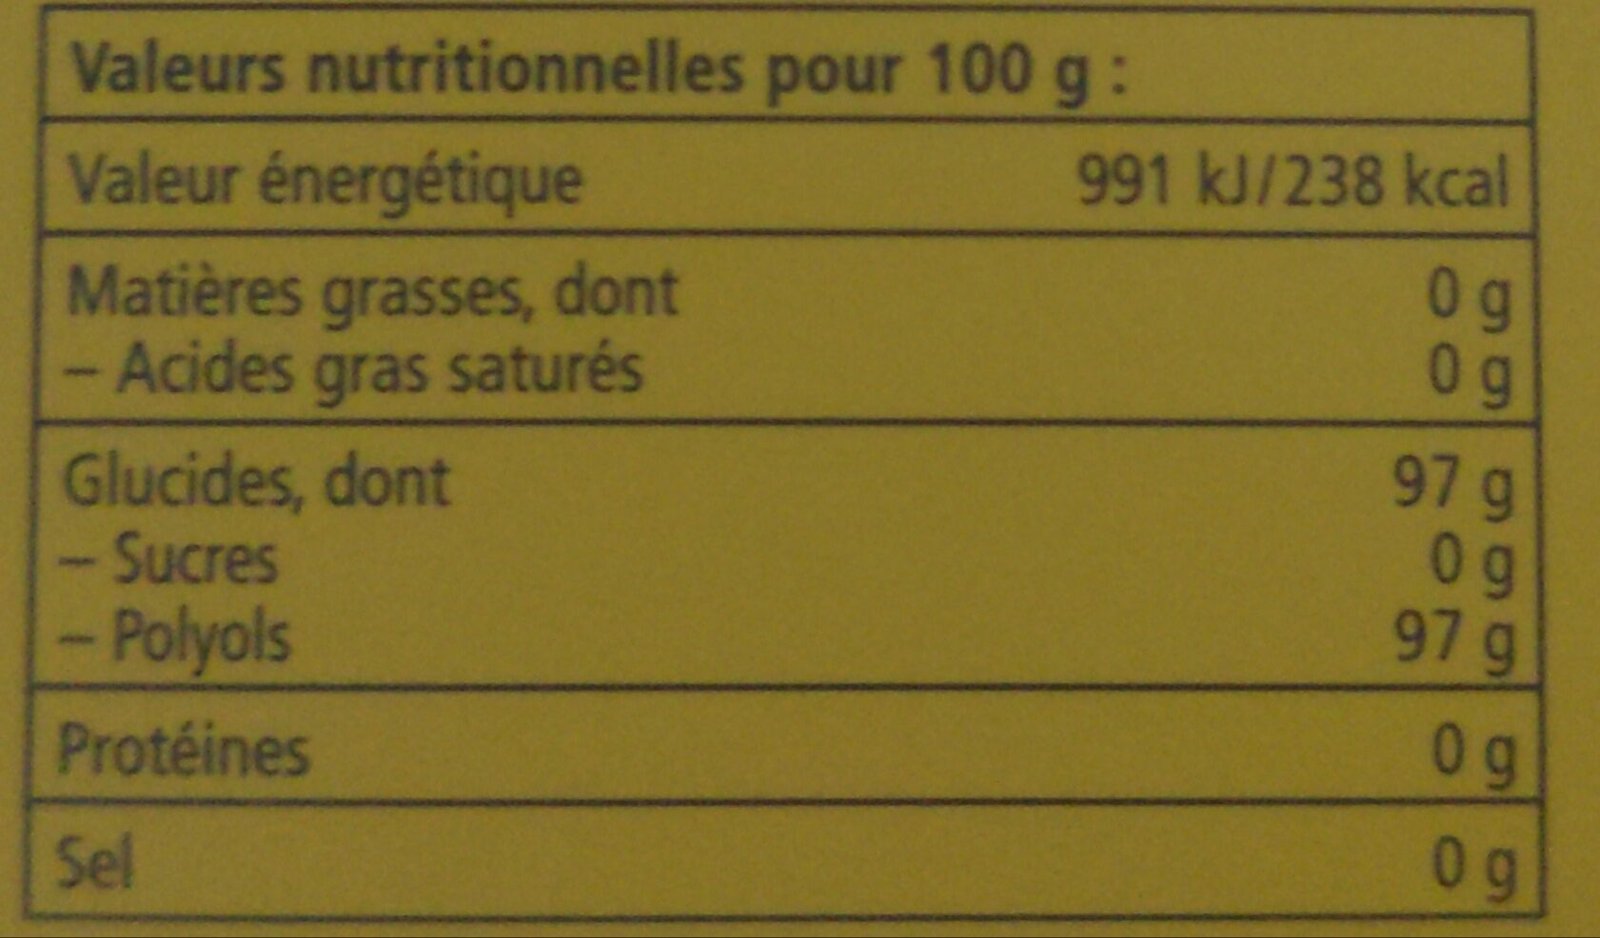 Valeurs nutritionnelles pour 100 g :
Valeur énergétique 991 kJ/238 kcal
Matières grasses, dont 0 g
– Acides gras saturés 0 g
Glucides, dont 97 g
– Sucres 0 g
– Polyols 97 g
Protéines 0 g
Sel 0 g